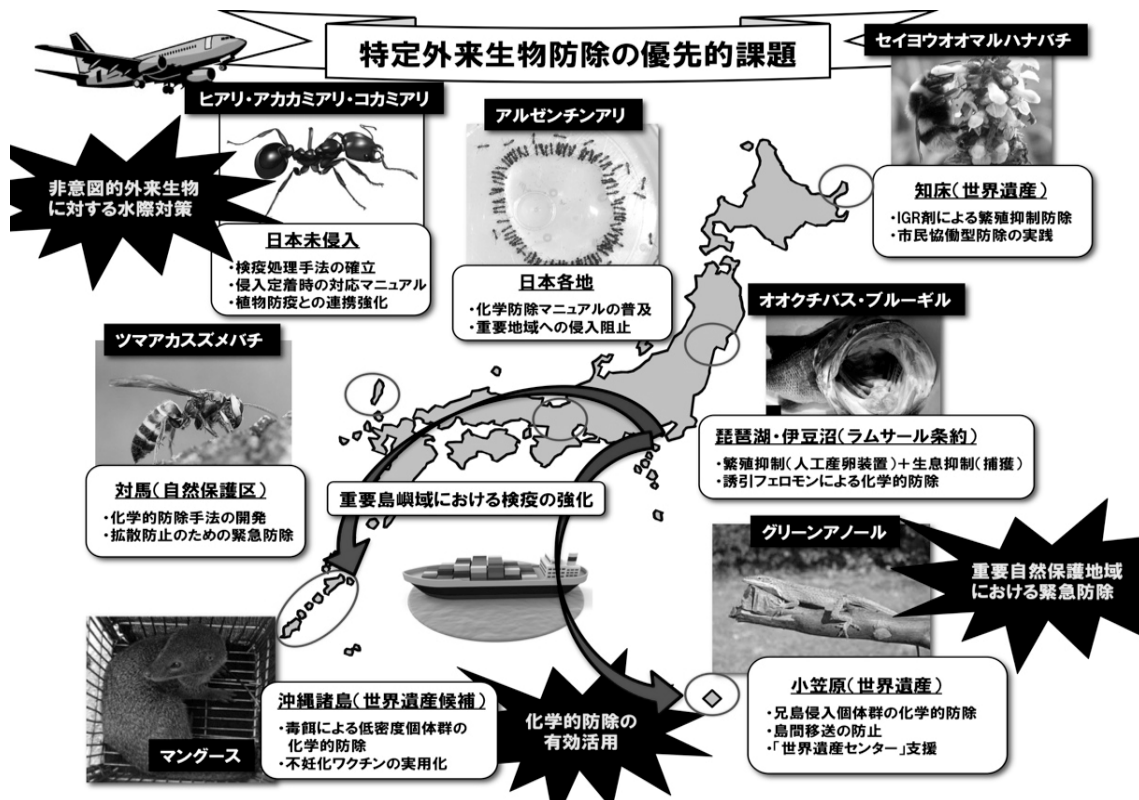 特定外来生物防除の優先的課題
セイヨウオオマルハナバチ
ヒアリ・アカカミアリ・コカミアリ
アルゼンチンアリ
非意図的外来生物
に対する水際対策
知床（世界遺産）
・IGR剤による繁殖抑制防除
・市民協働型防除の実践
日本未侵入
・検疫処理手法の確立
・侵入定着時の対応マニュアル
・植物防疫との連携強化
日本各地
・化学防除マニュアルの普及
・重要地域への侵入阻止
オオクチバス・ブルーギル
ツマアカスズメバチ
琵琶湖・伊豆沼（ラムサール条約）
・繁殖抑制（人工産卵装置）＋生息抑制（捕獲）
・誘引フェロモンによる化学的防除
対馬（自然保護区）
・化学的防除手法の開発
・拡散防止のための緊急防除
重要島嶼域における検疫の強化
グリーンアノール
重要自然保護地域
における緊急防除
小笠原（世界遺産）
・兄島侵入個体群の化学的防除
・島間移送の防止
・「世界遺産センター」支援
沖縄諸島（世界遺産候補）
・毒餌による低密度個体群の
化学的防除
・不妊化ワクチンの実用化
マングース
化学的防除の
有効活用